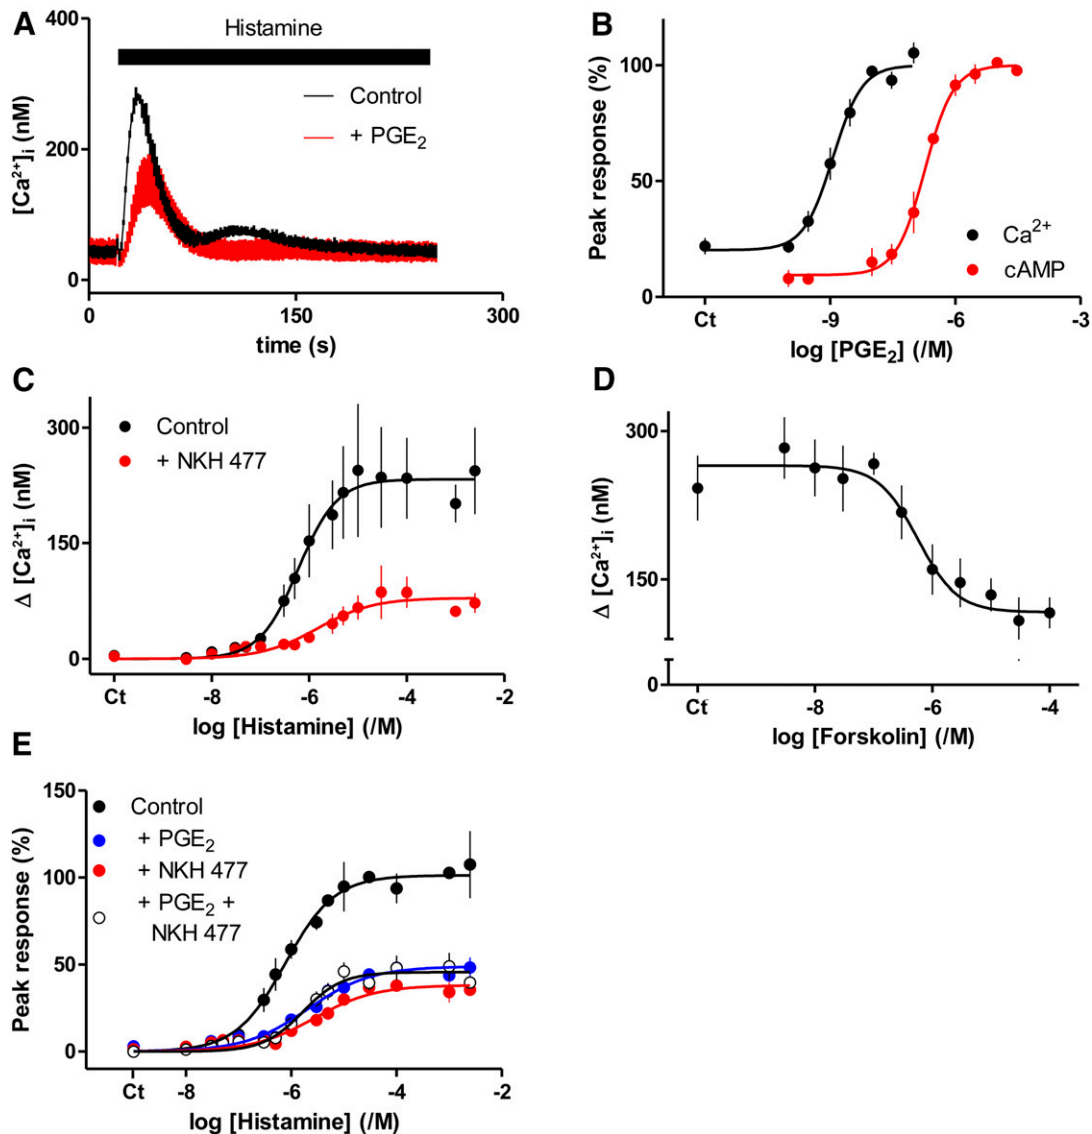 A
400
Histamine
Control
+ PGE₂
200
0
[Ca²⁺]ᵢ (nM)
0
150
300
time (s)
B
100
50
0
Peak response (%)
Ca²⁺
cAMP
Ct
-9
-6
-3
log [PGE₂] (/M)
C
300
Control
+ NKH 477
150
0
Δ [Ca²⁺]ᵢ (nM)
Ct
-8
-6
-4
-2
log [Histamine] (/M)
D
300
150
0
Δ [Ca²⁺]ᵢ (nM)
Ct
-8
-6
-4
log [Forskolin] (/M)
E
150
Control
+ PGE₂
+ NKH 477
+ PGE₂ +
NKH 477
100
50
0
Peak response (%)
Ct
-8
-6
-4
-2
log [Histamine] (/M)